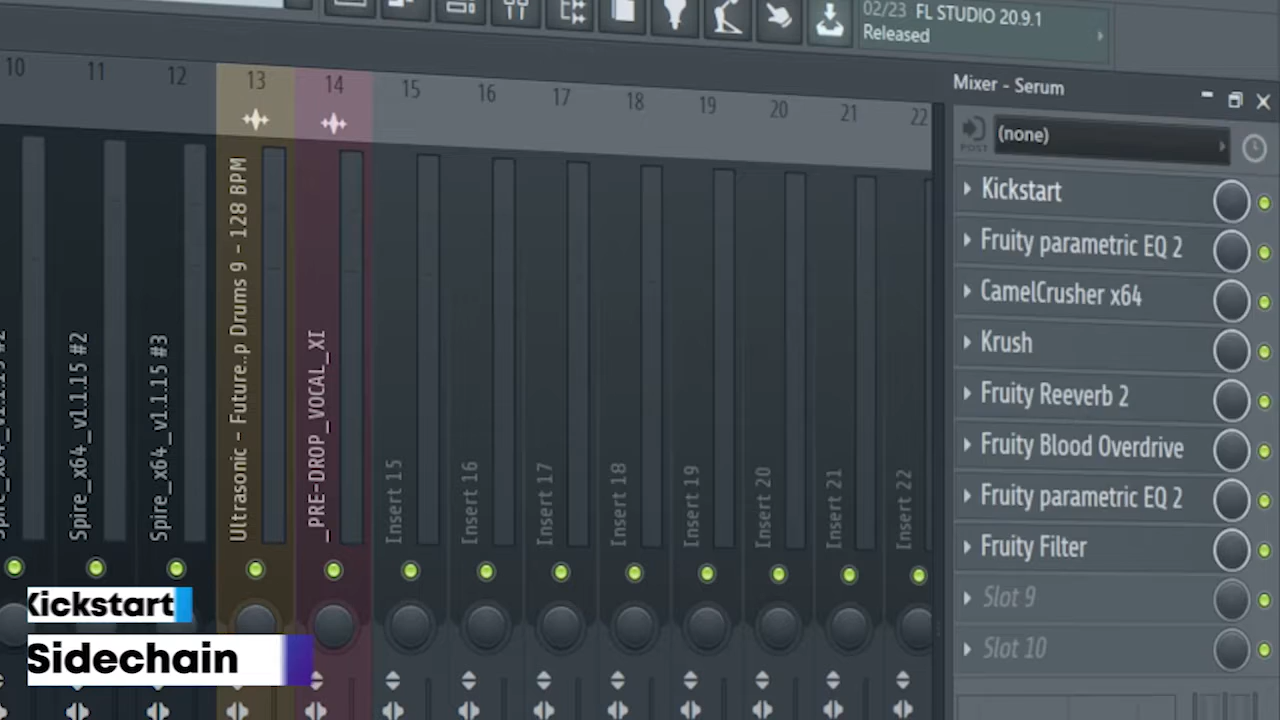 02/23 FL STUDIO 20.9.1
Released
10 11 12 13 14 15 16 17 18 19 20 21 22
Mixer - Serum
POST
(none)
Kickstart
Fruity parametric EQ 2
CamelCrusher x64
Krush
Fruity Reeverb 2
Fruity Blood Overdrive
Fruity parametric EQ 2
Fruity Filter
Slot 9
Slot 10
Spire_x64_v1.1.15 #2
Spire_x64_v1.1.15 #3
Ultrasonic - Future..p Drums 9 - 128 BPM
_PRE-DROP_VOCAL_XI
Insert 15
Insert 16
Insert 17
Insert 18
Insert 19
Insert 20
Insert 21
Insert 22
Kickstart
Sidechain